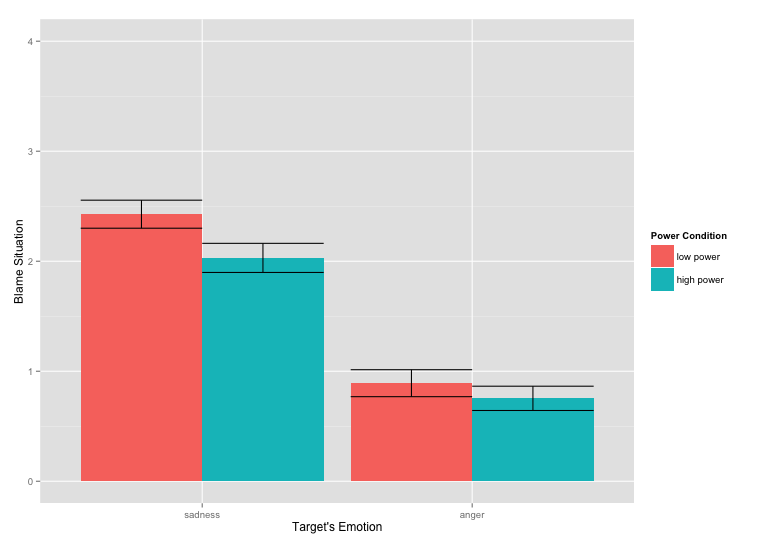 4
3
2
1
0
Blame Situation
sadness
anger
Target's Emotion
Power Condition
low power
high power